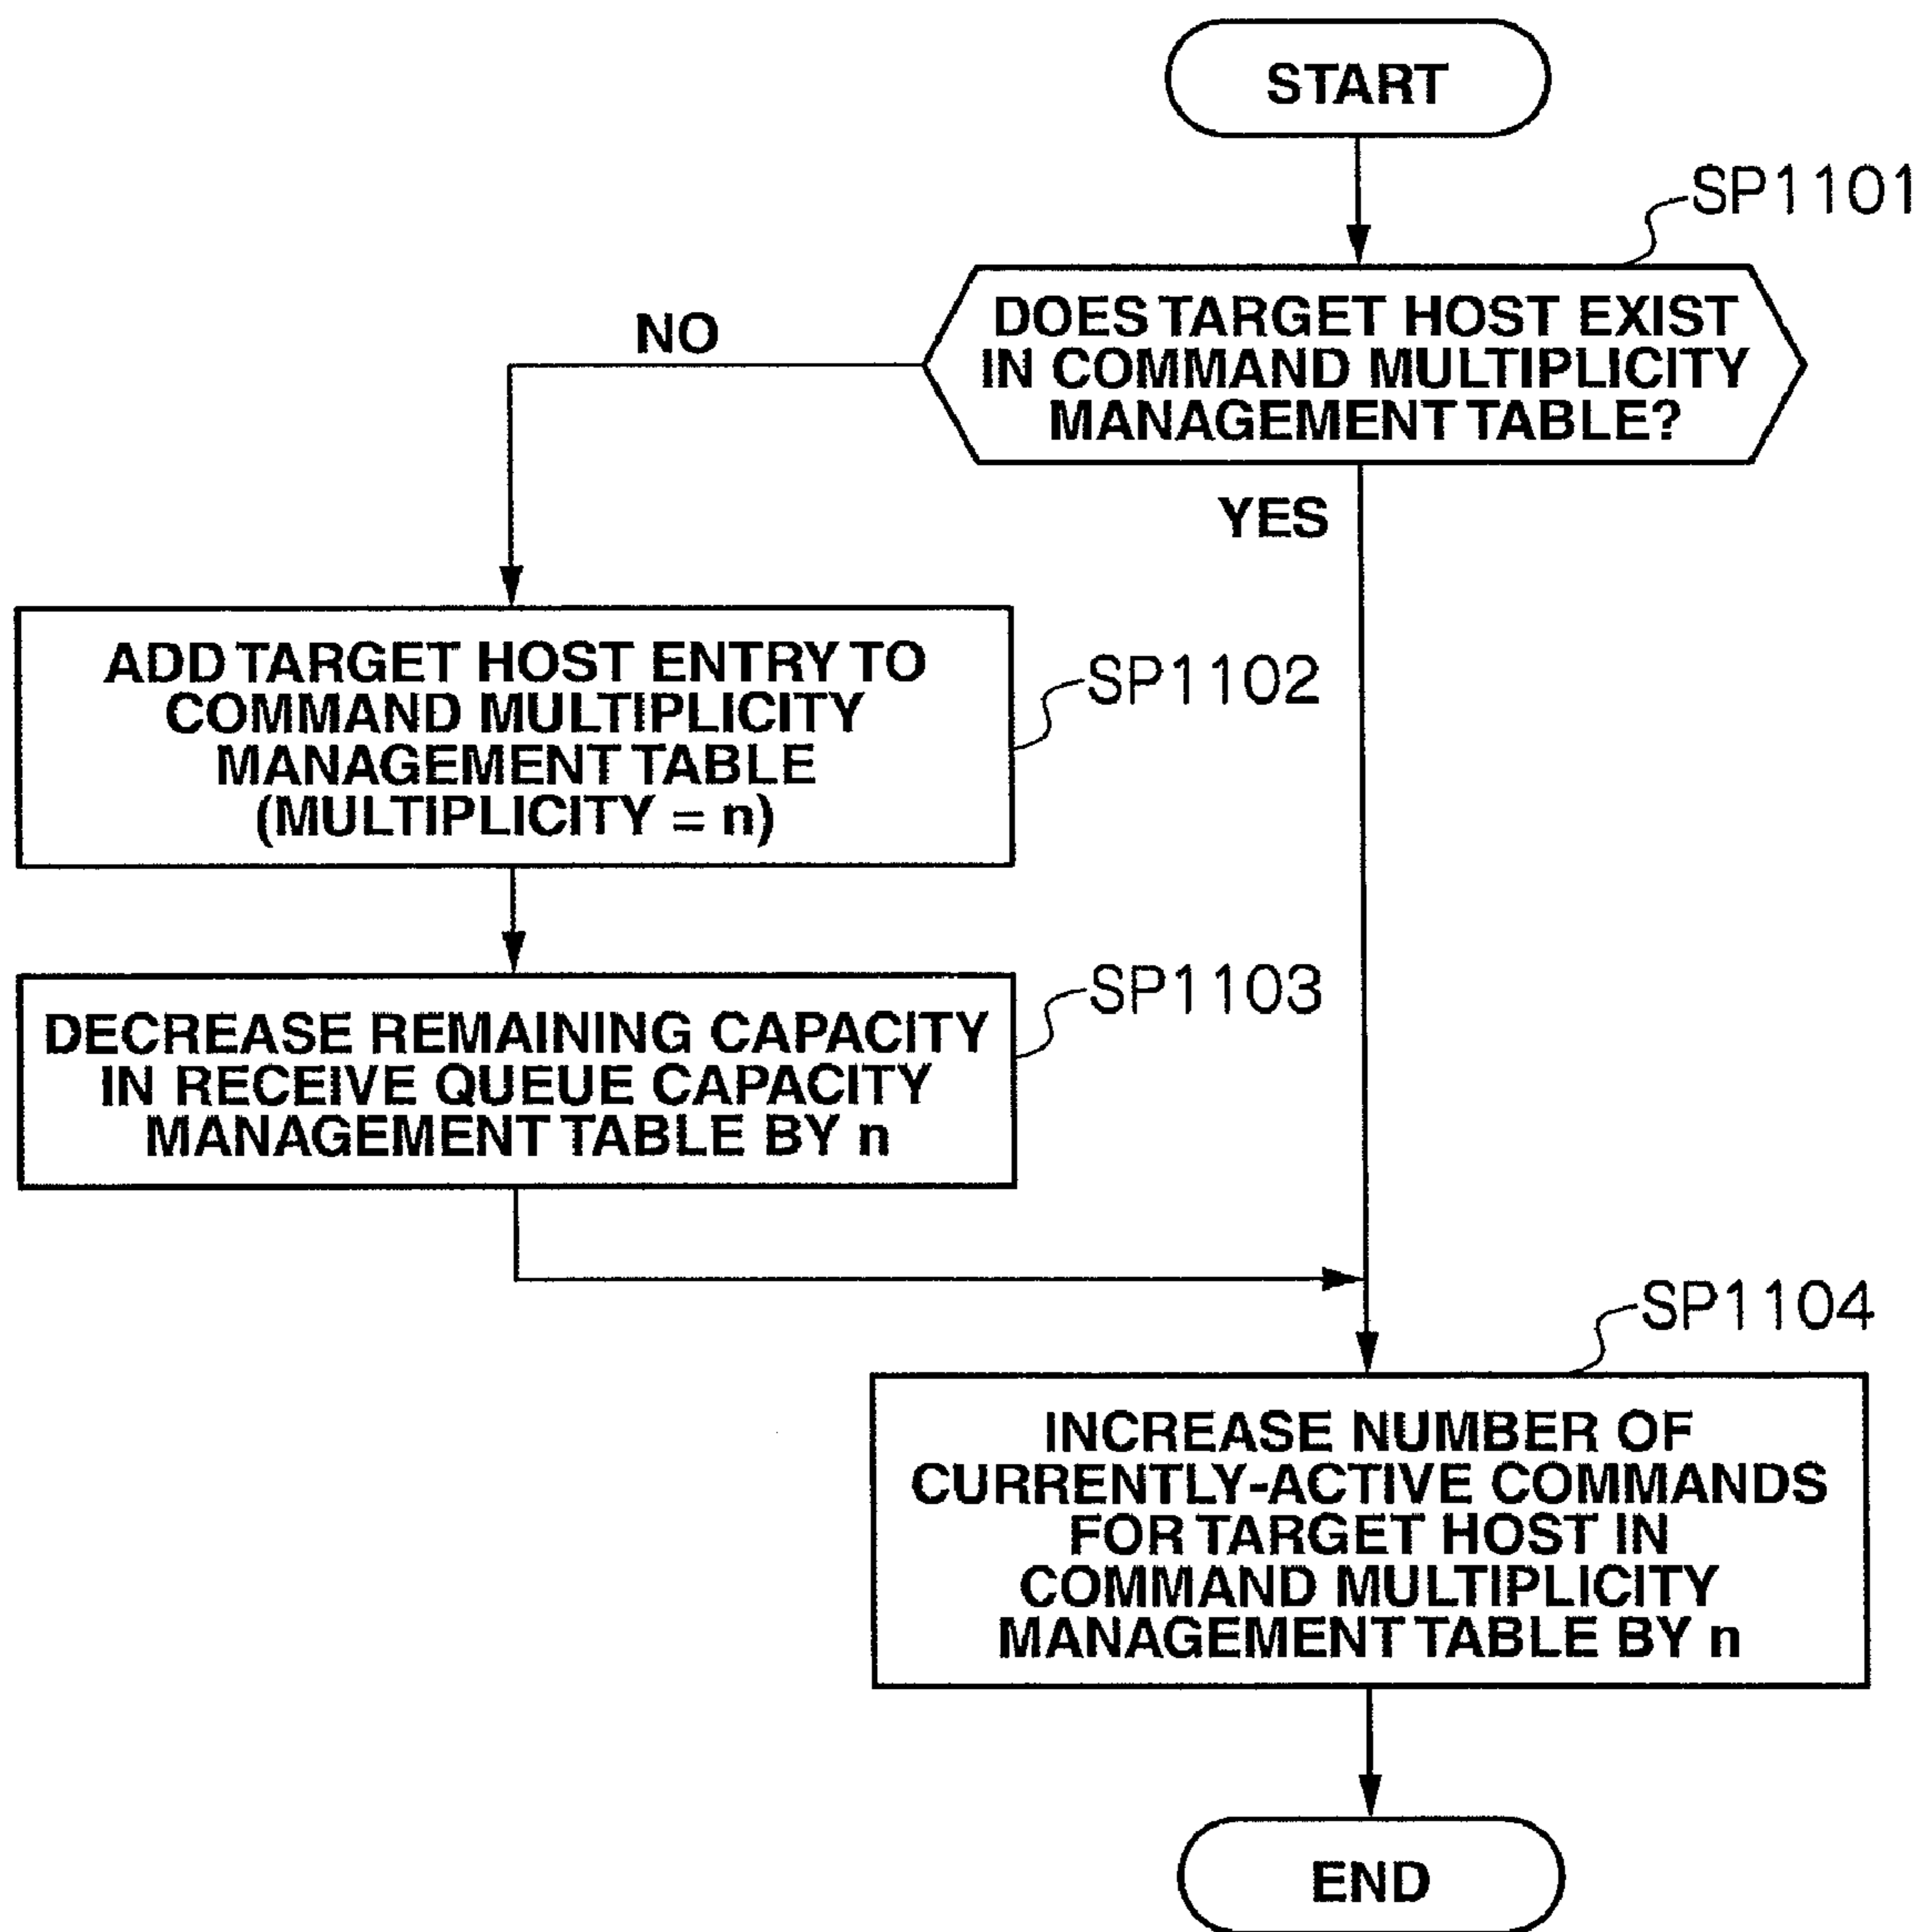 START
SP1101
DOES TARGET HOST EXIST
IN COMMAND MULTIPLICITY
MANAGEMENT TABLE?
NO
YES
ADD TARGET HOST ENTRY TO
COMMAND MULTIPLICITY
MANAGEMENT TABLE
(MULTIPLICITY = n)
SP1102
DECREASE REMAINING CAPACITY
IN RECEIVE QUEUE CAPACITY
MANAGEMENT TABLE BY n
SP1103
SP1104
INCREASE NUMBER OF
CURRENTLY-ACTIVE COMMANDS
FOR TARGET HOST IN
COMMAND MULTIPLICITY
MANAGEMENT TABLE BY n
END